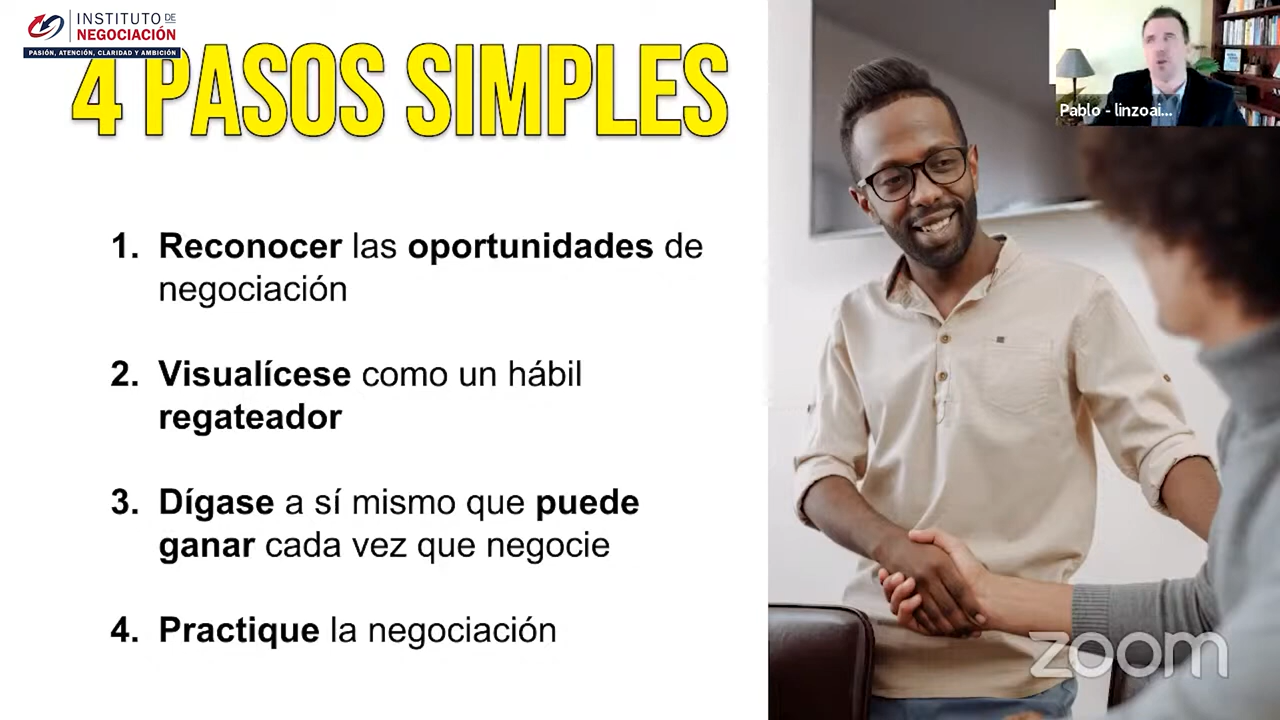 INSTITUTO DE
NEGOCIACIÓN
PASIÓN, ATENCIÓN, CLARIDAD Y AMBICIÓN
4 PASOS SIMPLES
Pablo - linzoai...
1. Reconocer las oportunidades de
negociación
2. Visualícese como un hábil
regateador
3. Dígase a sí mismo que puede
ganar cada vez que negocie
4. Practique la negociación
zoom